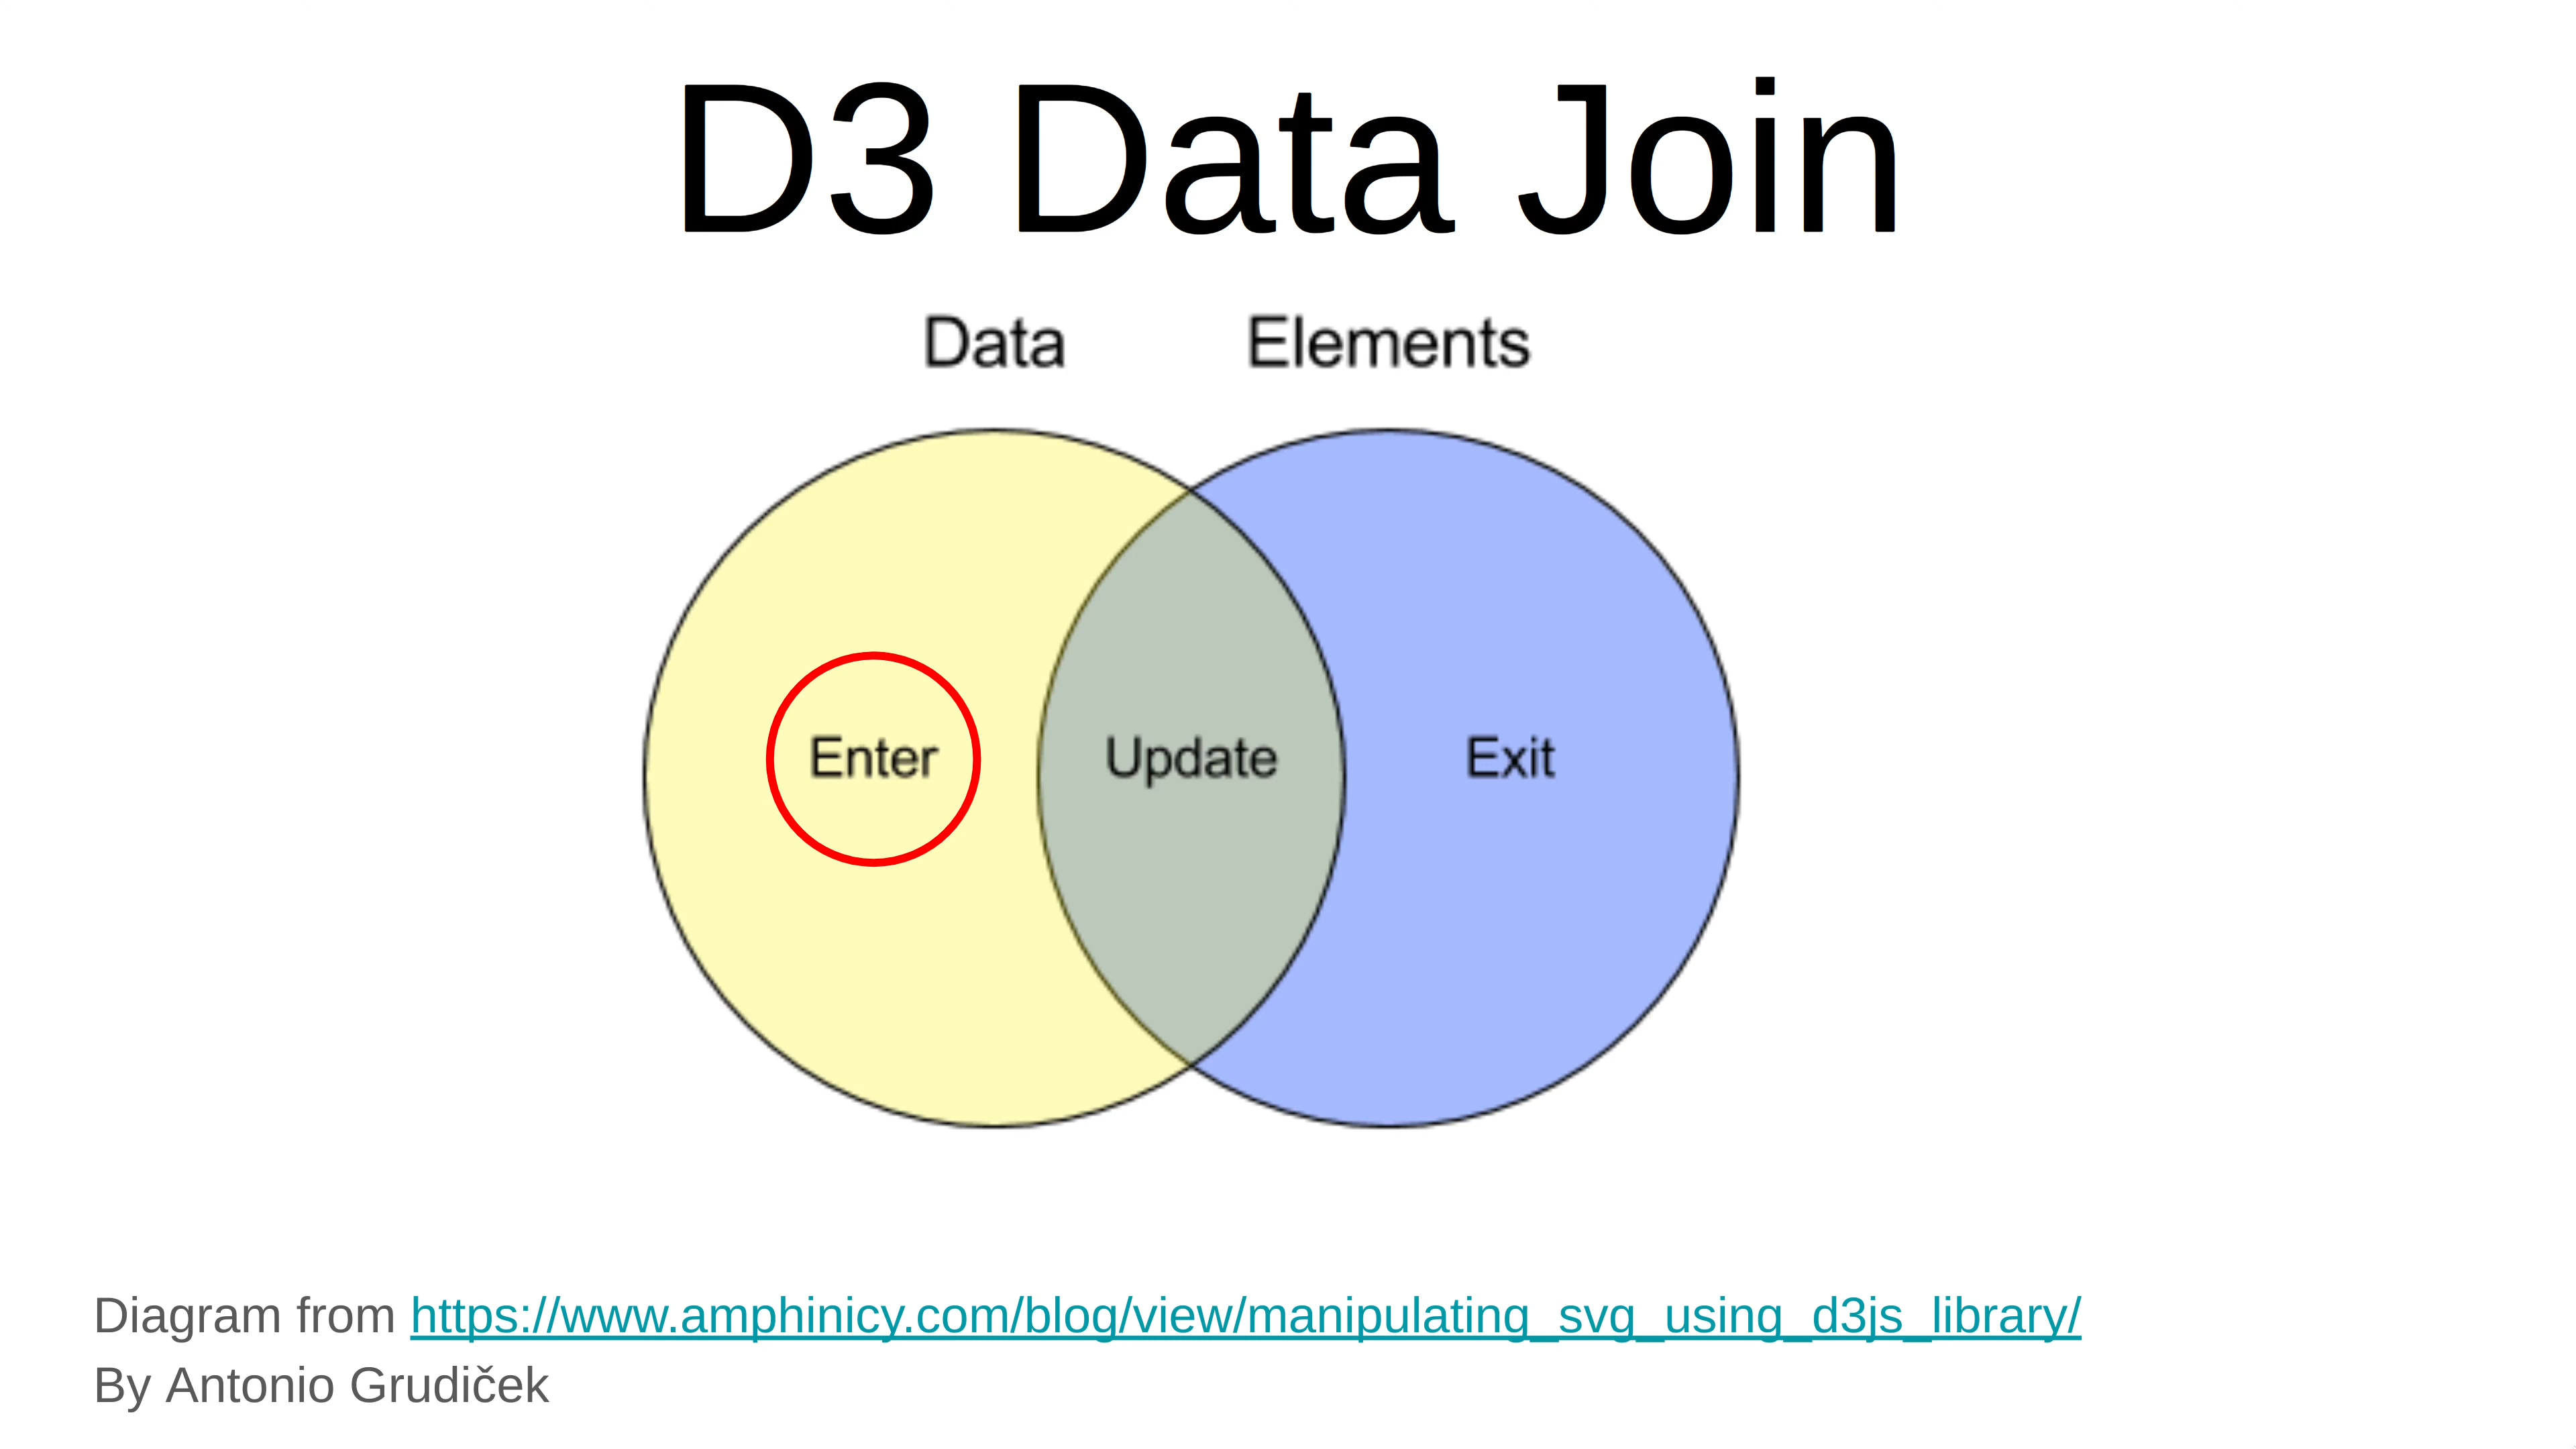 D3 Data Join
Data Elements
Enter Update Exit
Diagram from https://www.amphinicy.com/blog/view/manipulating_svg_using_d3js_library/
By Antonio Grudiček